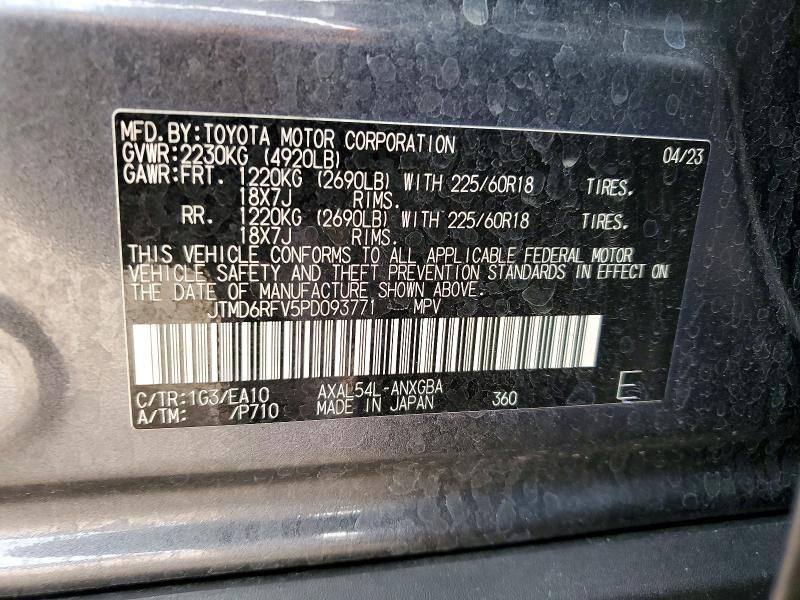 MFD.BY:TOYOTA MOTOR CORPORATION 04/23
GVWR:2230KG (4920LB)
GAWR:FRT. 1220KG (2690LB) WITH 225/60R18 TIRES.
18X7J RIMS.
RR. 1220KG (2690LB) WITH 225/60R18 TIRES.
18X7J RIMS.
THIS VEHICLE CONFORMS TO ALL APPLICABLE FEDERAL MOTOR
VEHICLE SAFETY AND THEFT PREVENTION STANDARDS IN EFFECT ON
THE DATE OF MANUFACTURE SHOWN ABOVE.
JTMD6RFV5PD093771 MPV
C/TR:1G3/EA10 AXAL54L-ANXGBA 360 E
A/TM: /P710 MADE IN JAPAN